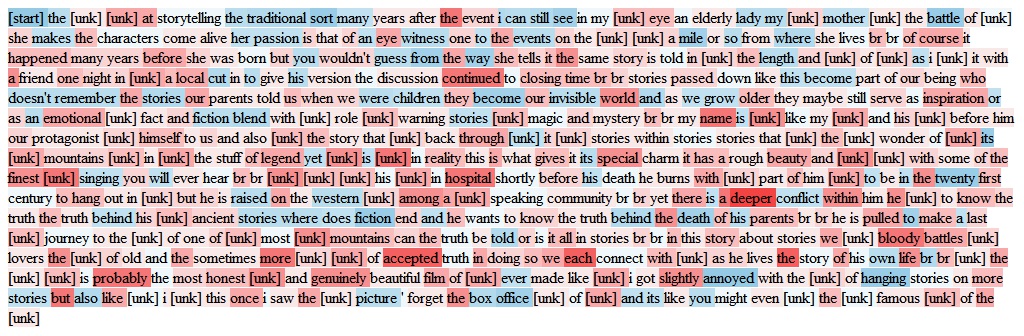 [start] the [unk] [unk] at storytelling the traditional sort many years after the event i can still see in my [unk] eye an elderly lady my [unk] mother [unk] the battle of [unk]
she makes the characters come alive her passion is that of an eye witness one to the events on the [unk] [unk] a mile or so from where she lives br br of course it
happened many years before she was born but you wouldn't guess from the way she tells it the same story is told in [unk] the length and [unk] of [unk] as i [unk] it with
a friend one night in [unk] a local cut in to give his version the discussion continued to closing time br br stories passed down like this become part of our being who
doesn't remember the stories our parents told us when we were children they become our invisible world and as we grow older they maybe still serve as inspiration or
as an emotional [unk] fact and fiction blend with [unk] role [unk] warning stories [unk] magic and mystery br br my name is [unk] like my [unk] and his [unk] before him
our protagonist [unk] himself to us and also [unk] the story that [unk] back through [unk] it [unk] stories within stories stories that [unk] the [unk] wonder of [unk] its
[unk] mountains [unk] in [unk] the stuff of legend yet [unk] is [unk] in reality this is what gives it its special charm it has a rough beauty and [unk] [unk] with some of the
finest [unk] singing you will ever hear br br [unk] [unk] [unk] his [unk] in hospital shortly before his death he burns with [unk] part of him [unk] to be in the twenty first
century to hang out in [unk] but he is raised on the western [unk] among a [unk] speaking community br br yet there is a deeper conflict within him he [unk] to know the
truth the truth behind his [unk] ancient stories where does fiction end and he wants to know the truth behind the death of his parents br br he is pulled to make a last
[unk] journey to the [unk] of one of [unk] most [unk] mountains can the truth be told or is it all in stories br br in this story about stories we [unk] bloody battles [unk]
lovers the [unk] of old and the sometimes more [unk] [unk] of accepted truth in doing so we each connect with [unk] as he lives the story of his own life br br [unk] the
[unk] [unk] is probably the most honest [unk] and genuinely beautiful film of [unk] ever made like [unk] i got slightly annoyed with the [unk] of hanging stories on more
stories but also like [unk] i [unk] this once i saw the [unk] picture ' forget the box office [unk] of [unk] and its like you might even [unk] the [unk] famous [unk] of the
[unk]